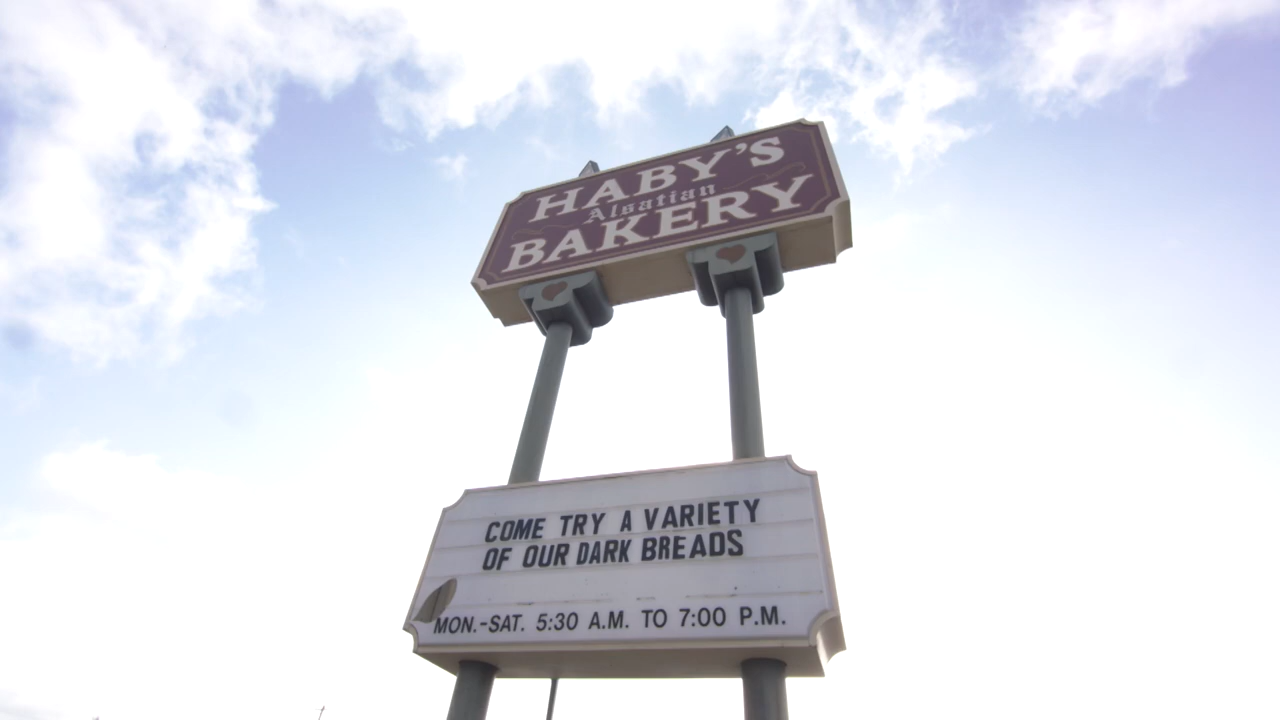 HABY'S
Alsatian
BAKERY
COME TRY A VARIETY
OF OUR DARK BREADS
MON.-SAT. 5:30 A.M. TO 7:00 P.M.